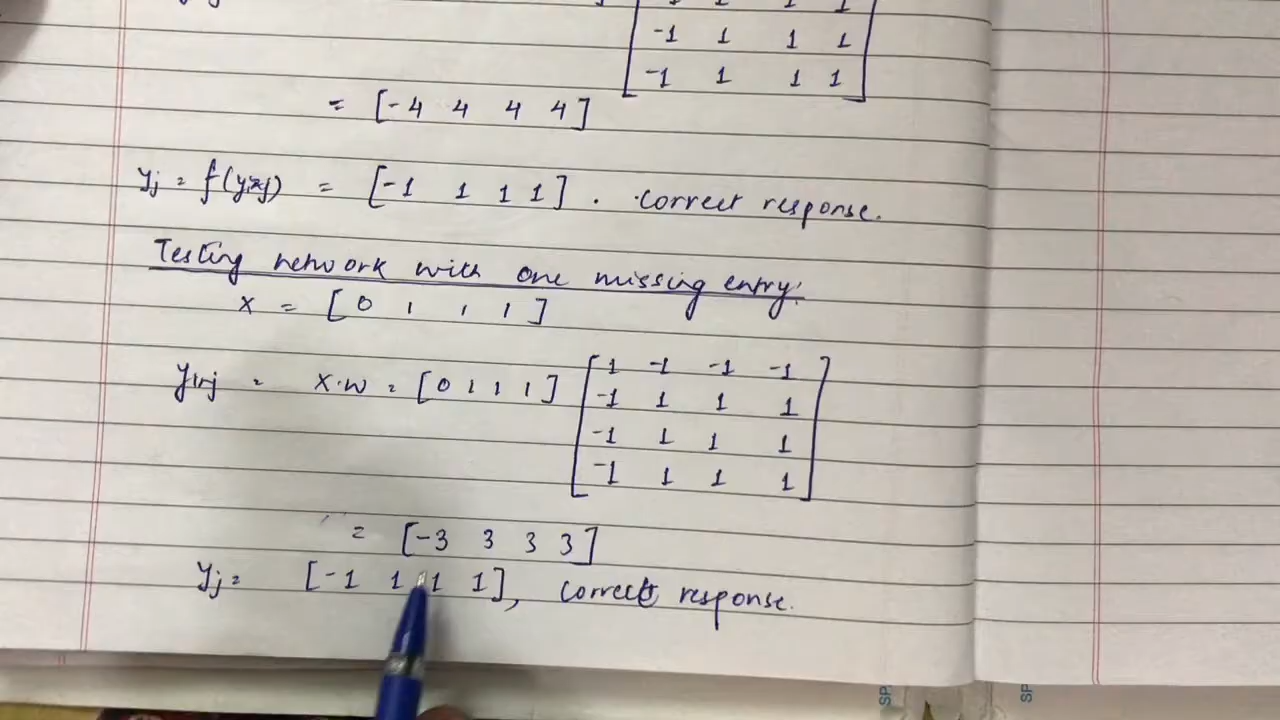 -1 1 1 1
-1 1 1 1
= [-4 4 4 4]
yj = f(yinj) = [-1 1 1 1] . correct response.
Testing network with one missing entry:
x = [0 1 1 1]
yinj = x.w = [0 1 1 1] [1 -1 -1 -1
-1 1 1 1
-1 1 1 1
-1 1 1 1]
= [-3 3 3 3]
yj = [-1 1 1 1], correct response.
SP
SP